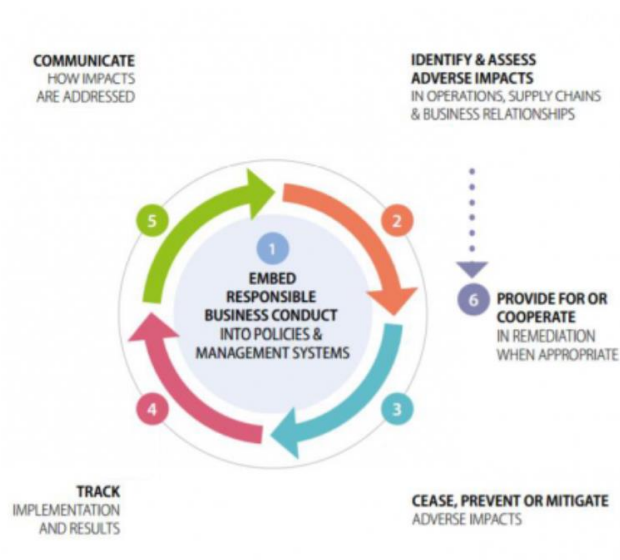 COMMUNICATE
HOW IMPACTS
ARE ADDRESSED
IDENTIFY & ASSESS
ADVERSE IMPACTS
IN OPERATIONS, SUPPLY CHAINS
& BUSINESS RELATIONSHIPS
5
2
1
EMBED
RESPONSIBLE
BUSINESS CONDUCT
INTO POLICIES &
MANAGEMENT SYSTEMS
6
PROVIDE FOR OR
COOPERATE
IN REMEDIATION
WHEN APPROPRIATE
4
3
TRACK
IMPLEMENTATION
AND RESULTS
CEASE, PREVENT OR MITIGATE
ADVERSE IMPACTS